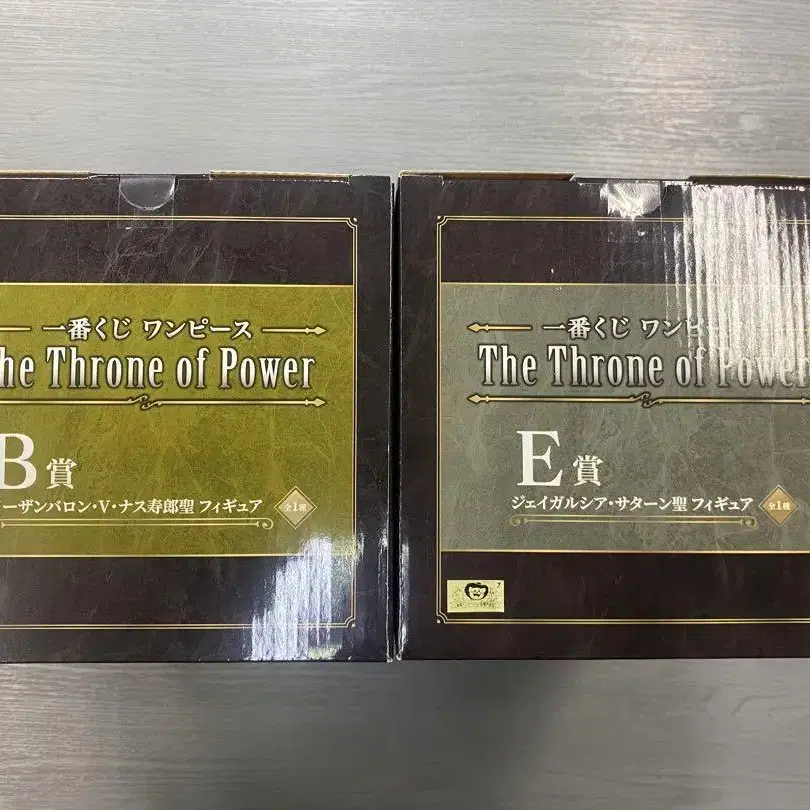 一番くじ ワンピース
he Throne of Power
B賞
ーザンバロン・V・ナス寿郎聖 フィギュア
全1種
一番くじ ワンピ
The Throne of Power
E賞
ジェイガルシア・サターン聖 フィギュア
全1種